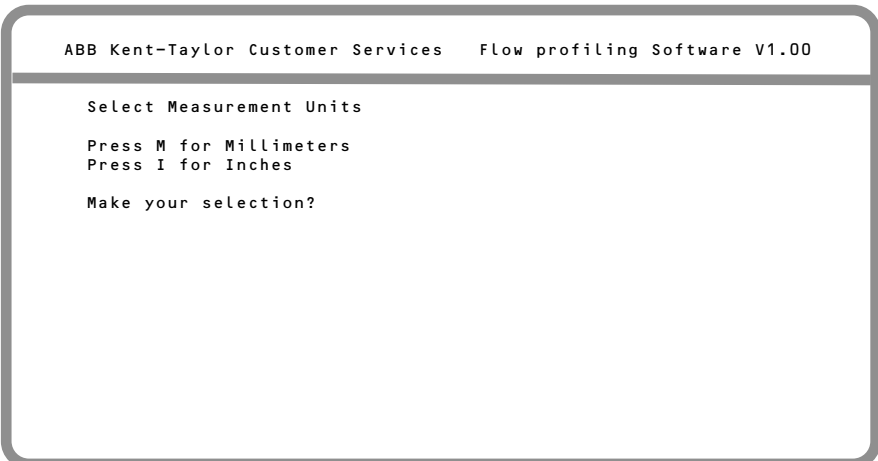 ABB Kent-Taylor Customer Services Flow profiling Software V1.00
Select Measurement Units
Press M for Millimeters
Press I for Inches
Make your selection?